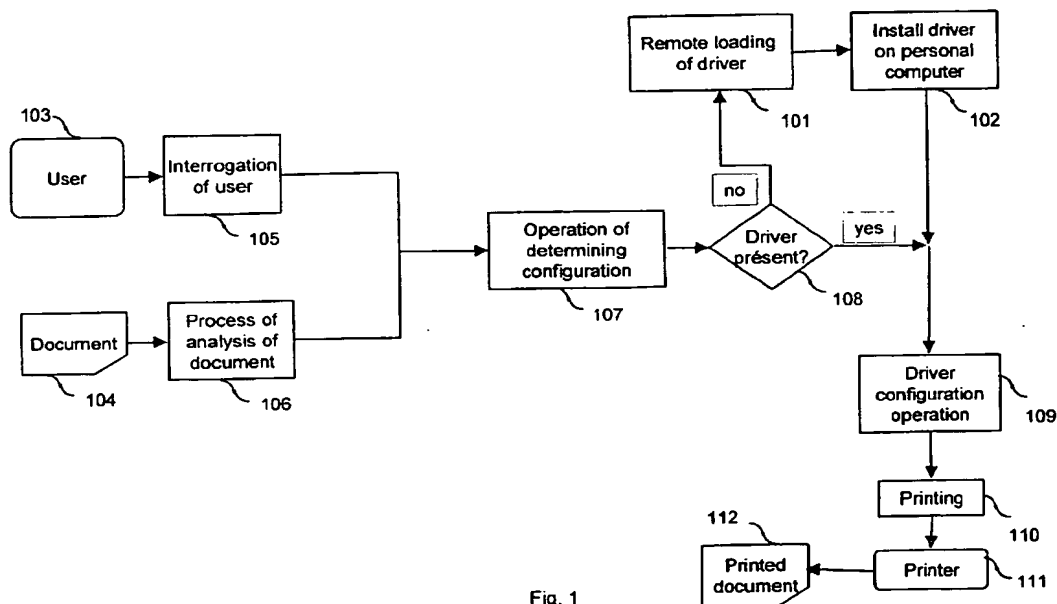 Remote loading
of driver
101
Install driver
on personal
computer
102
103
User
Interrogation
of user
105
Document
104
Process of
analysis of
document
106
Operation of
determining
configuration
107
no
Driver
présent?
108
yes
Driver
configuration
operation
109
Printing
110
Printer
111
112
Printed
document
Fig. 1